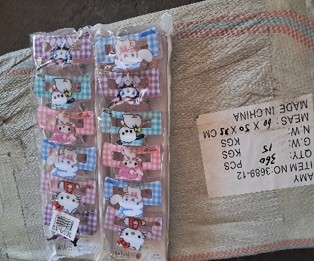 AMY
ITEM NO:3689-12
QTY: 360 PCS
G.W: 15 KGS
N.W: KGS
MEAS 60 X 50 X 35 CM
MADE IN CHINA